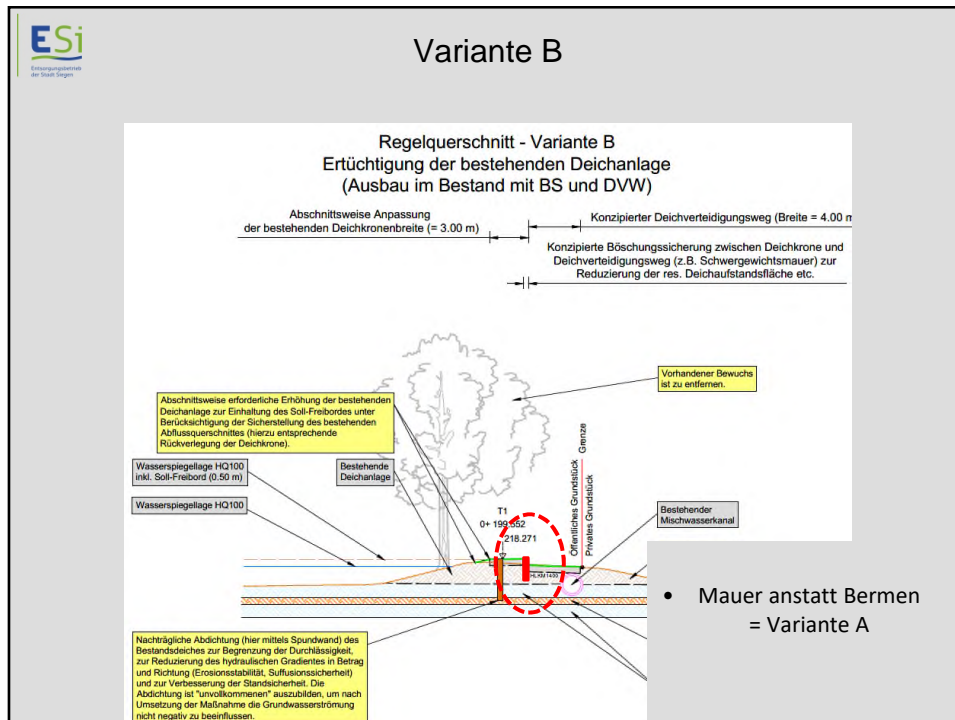 ESi
Entsorgungsbetrieb
der Stadt Siegen
Variante B
Regelquerschnitt - Variante B
Ertüchtigung der bestehenden Deichanlage
(Ausbau im Bestand mit BS und DVW)
Abschnittsweise Anpassung
der bestehenden Deichkronenbreite (= 3.00 m)
Konzipierter Deichverteidigungsweg (Breite = 4.00 m
Konzipierte Böschungssicherung zwischen Deichkrone und
Deichverteidigungsweg (z.B. Schwergewichtsmauer) zur
Reduzierung der res. Deichaufstandsfläche etc.
Vorhandener Bewuchs
ist zu entfernen.
Abschnittsweise erforderliche Erhöhung der bestehenden
Deichanlage zur Einhaltung des Soll-Freibordes unter
Berücksichtigung der Sicherstellung des bestehenden
Abflussquerschnittes (hierzu entsprechende
Rückverlegung der Deichkrone).
Wasserspiegellage HQ100
inkl. Soll-Freibord (0.50 m)
Bestehende
Deichanlage
Wasserspiegellage HQ100
T1
0+ 199.552
218.271
Öffentliches Grundstück
Grenze
Privates Grundstück
Bestehender
Mischwasserkanal
1400
• Mauer anstatt Bermen
= Variante A
Nachträgliche Abdichtung (hier mittels Spundwand) des
Bestandsdeiches zur Begrenzung der Durchlässigkeit,
zur Reduzierung des hydraulischen Gradientes in Betrag
und Richtung (Erosionsstabilität, Suffusionssicherheit)
und zur Verbesserung der Standsicherheit. Die
Abdichtung ist "unvollkommenen" auszubilden, um nach
Umsetzung der Maßnahme die Grundwasserströmung
nicht negativ zu beeinflussen.